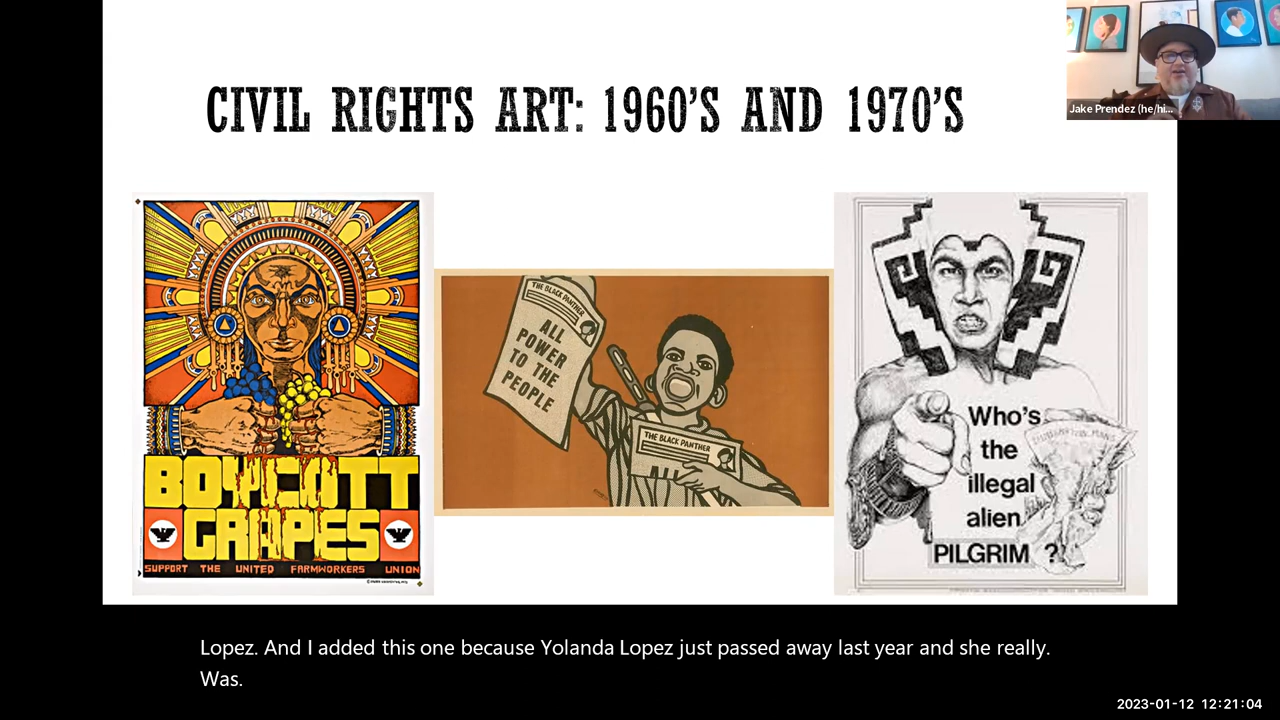 CIVIL RIGHTS ART: 1960'S AND 1970'S
Jake Prendez (he/hi...
BOYCOTT
GRAPES
SUPPORT THE UNITED FARMWORKERS UNION
THE BLACK PANTHER
ALL
POWER
TO THE
PEOPLE
THE BLACK PANTHER
ALL
Who's
the
illegal
alien
PILGRIM ?
Lopez. And I added this one because Yolanda Lopez just passed away last year and she really.
Was.
2023-01-12 12:21:04